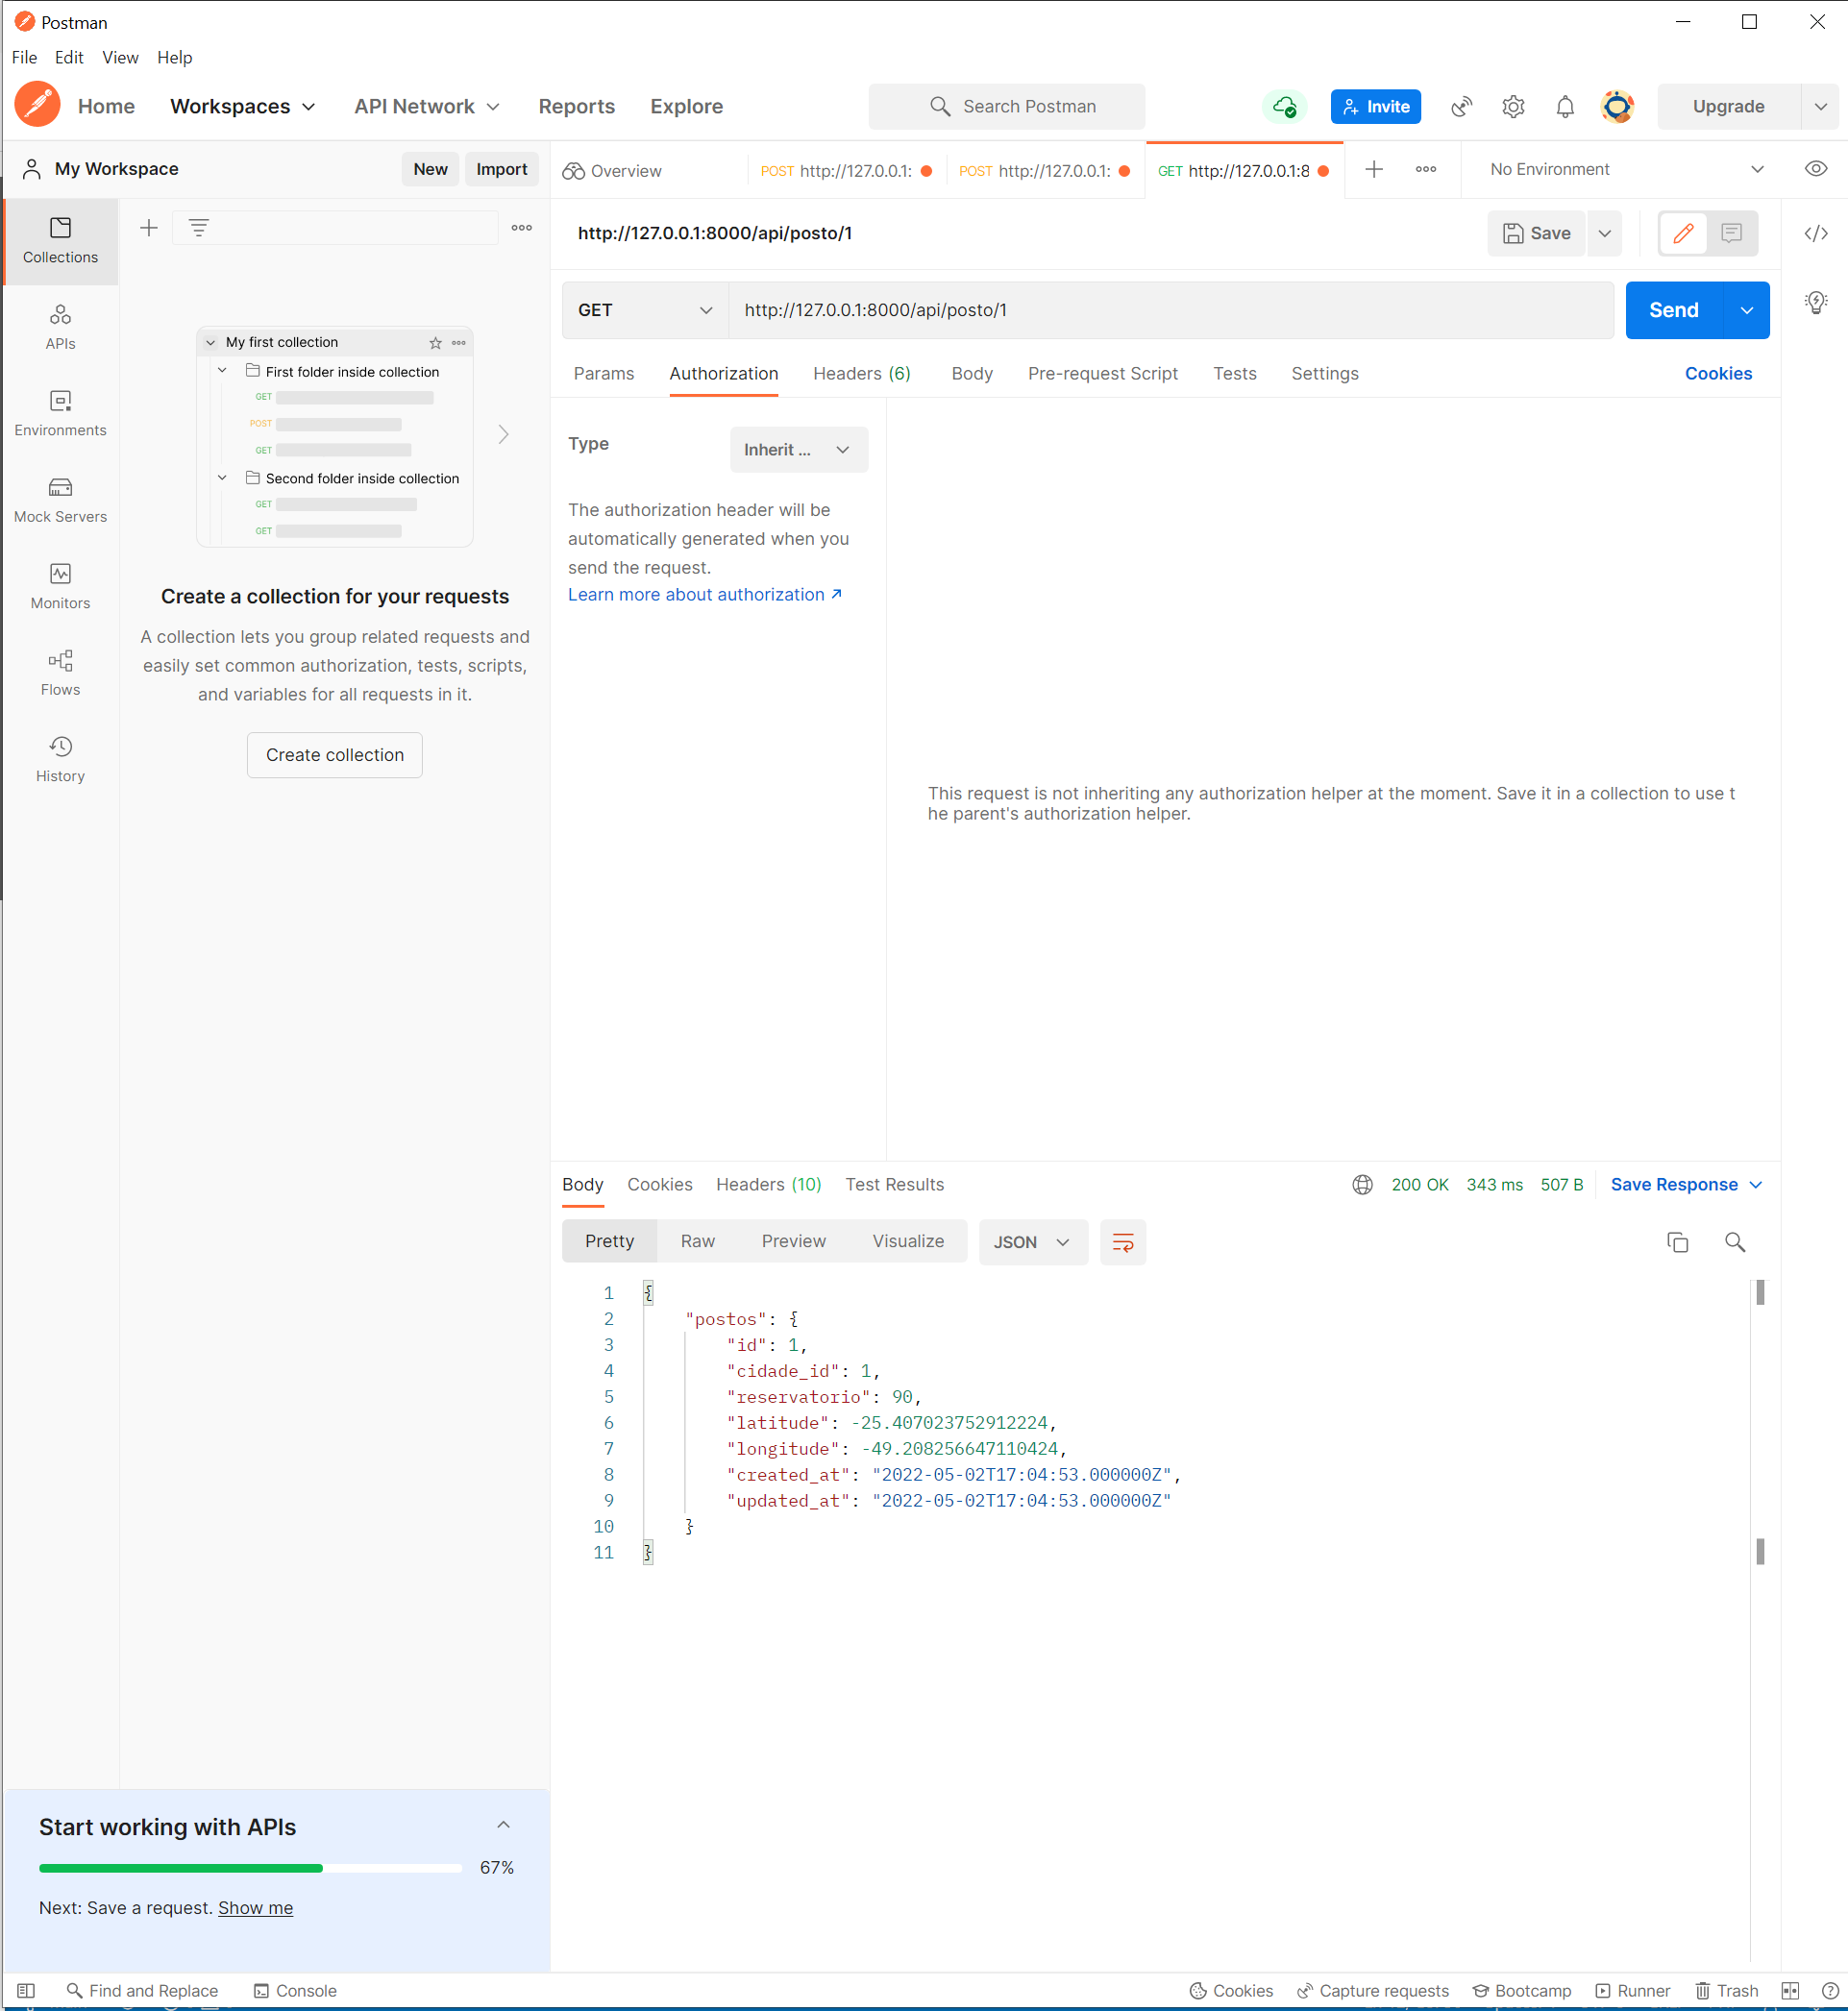 Postman
File Edit View Help
Home Workspaces API Network Reports Explore Search Postman Invite Upgrade
My Workspace New Import Overview POST http://127.0.0.1: POST http://127.0.0.1: GET http://127.0.0.1:8 No Environment
http://127.0.0.1:8000/api/posto/1 Save
Collections
APIs
Environments
Mock Servers
Monitors
Flows
History
My first collection
First folder inside collection
GET
POST
GET
Second folder inside collection
GET
GET
Create a collection for your requests
A collection lets you group related requests and
easily set common authorization, tests, scripts,
and variables for all requests in it.
Create collection
GET http://127.0.0.1:8000/api/posto/1 Send
Params Authorization Headers (6) Body Pre-request Script Tests Settings Cookies
Type Inherit ...
The authorization header will be
automatically generated when you
send the request.
Learn more about authorization
This request is not inheriting any authorization helper at the moment. Save it in a collection to use t
he parent's authorization helper.
Body Cookies Headers (10) Test Results 200 OK 343 ms 507 B Save Response
Pretty Raw Preview Visualize JSON
1 {
2 "postos": {
3 "id": 1,
4 "cidade_id": 1,
5 "reservatorio": 90,
6 "latitude": -25.407023752912224,
7 "longitude": -49.208256647110424,
8 "created_at": "2022-05-02T17:04:53.000000Z",
9 "updated_at": "2022-05-02T17:04:53.000000Z"
10 }
11 }
Start working with APIs
67%
Next: Save a request. Show me
Find and Replace Console Cookies Capture requests Bootcamp Runner Trash